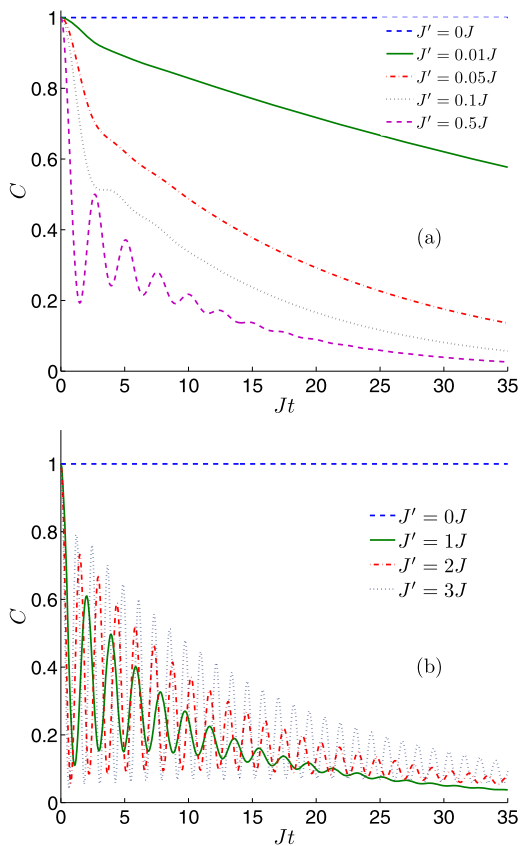 1
J′ = 0J
J′ = 0.01J
0.8
J′ = 0.05J
J′ = 0.1J
J′ = 0.5J
0.6
C
0.4
(a)
0.2
0
0 5 10 15 20 25 30 35
Jt
1
J′ = 0J
J′ = 1J
0.8
J′ = 2J
J′ = 3J
0.6
C
0.4
(b)
0.2
0
0 5 10 15 20 25 30 35
Jt